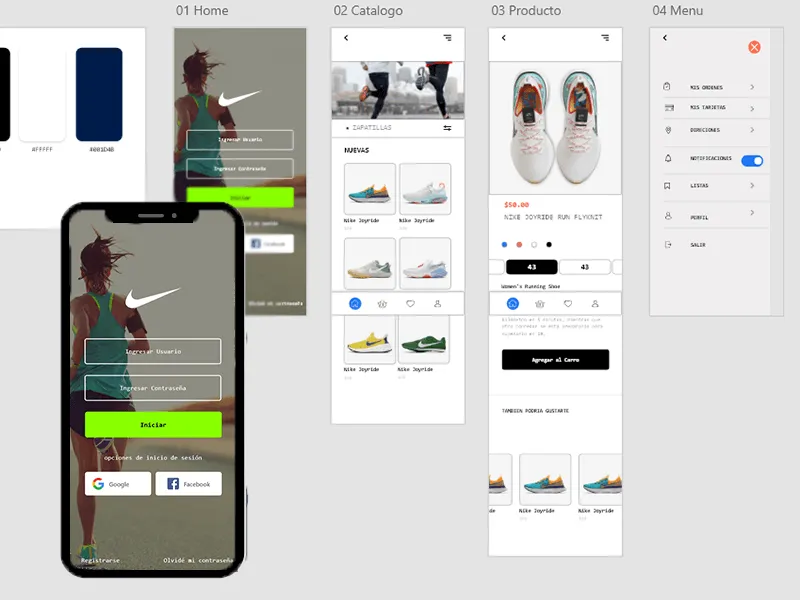 01 Home
02 Catalogo
03 Producto
04 Menu
#FFFFFF
#001D4B
Ingresar Usuario
Ingresar Contraseña
Iniciar
Facebook
Olvidé mi contraseña
Ingresar Usuario
Ingresar Contraseña
Iniciar
opciones de inicio de sesión
Google
Facebook
Registrarse
Olvidé mi contraseña
ZAPATILLAS
NUEVAS
Nike Joyride
Nike Joyride
Nike Joyride
Nike Joyride
$50.00
NIKE JOYRIDE RUN FLYKNIT
43
43
Women's Running Shoe
Agregar al Carro
TAMBIEN PODRIA GUSTARTE
de
Nike Joyride
Nike Joy
MIS ORDENES
MIS TARJETAS
DIRECIONES
NOTIFICACIONES
LISTAS
PERFIL
SALIR